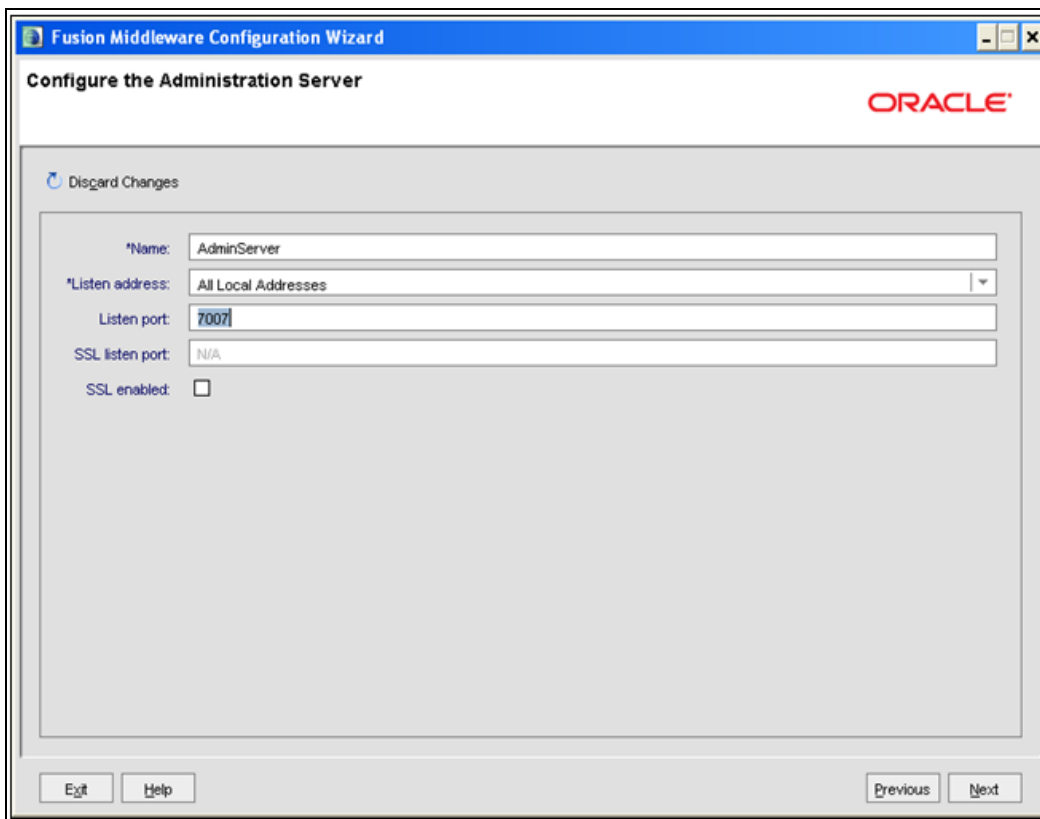 Fusion Middleware Configuration Wizard
Configure the Administration Server
ORACLE
Discard Changes
*Name: AdminServer
*Listen address: All Local Addresses
Listen port: 7007
SSL listen port: N/A
SSL enabled:
Exit Help Previous Next